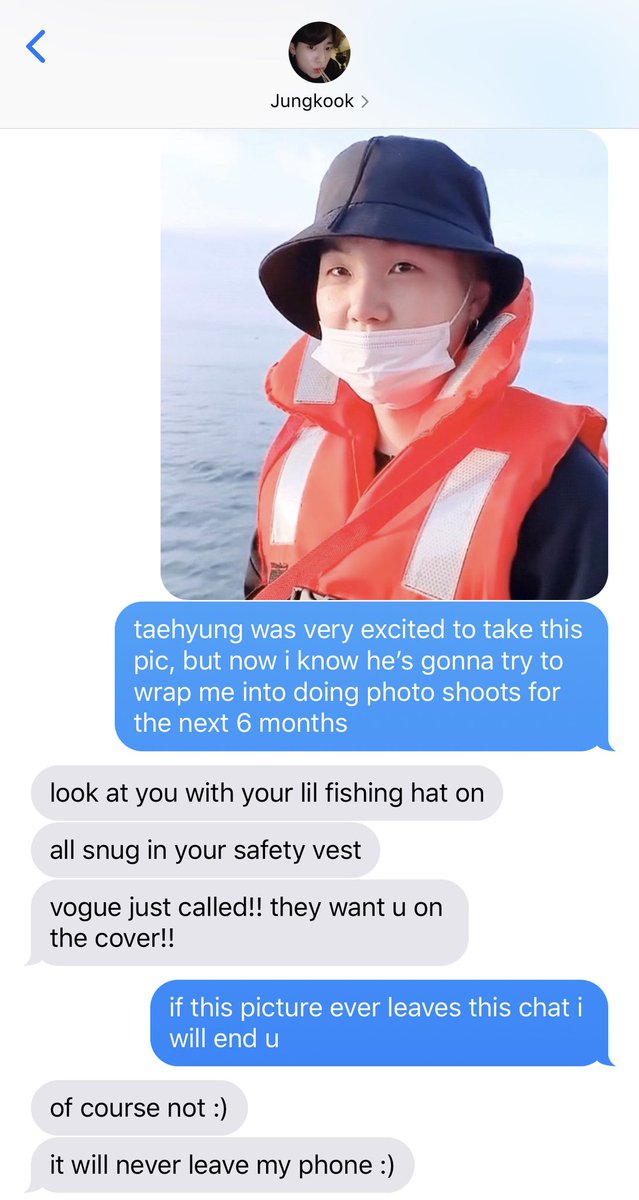 Jungkook
taehyung was very excited to take this
pic, but now i know he’s gonna try to
wrap me into doing photo shoots for
the next 6 months
look at you with your lil fishing hat on
all snug in your safety vest
vogue just called!! they want u on
the cover!!
if this picture ever leaves this chat i
will end u
of course not :)
it will never leave my phone :)